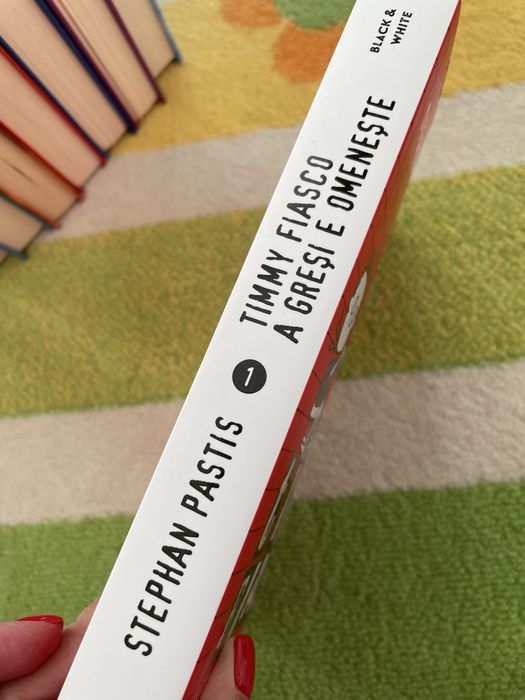 STEPHAN PASTIS
1
TIMMY FIASCO
A GREȘI E OMENEȘTE
BLACK &
WHITE